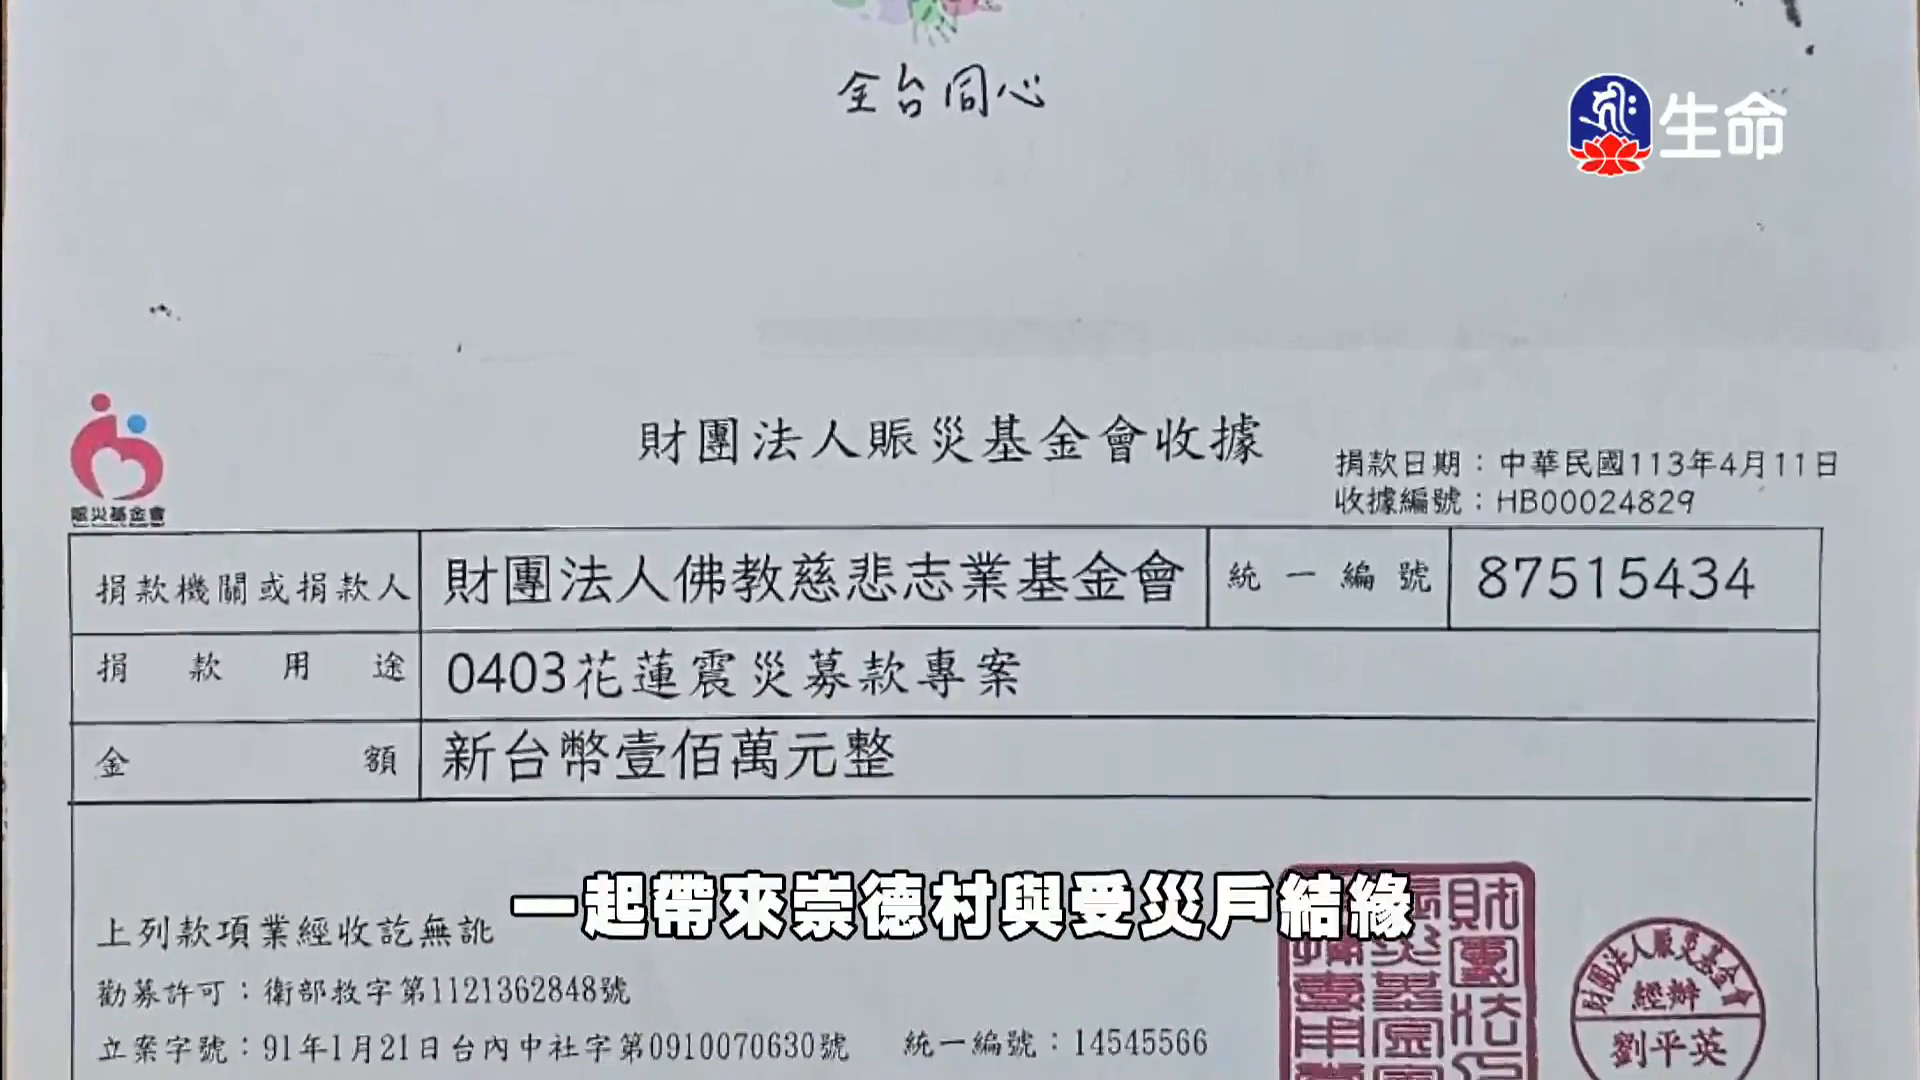 全台同心
生命
財團法人賑災基金會收據
捐款日期：中華民國113年4月11日
收據編號：HB00024829
賑災基金會
捐款機關或捐款人 財團法人佛教慈悲志業基金會 統一編號 87515434
捐款用途 0403花蓮震災募款專案
金額 新台幣壹佰萬元整
一起帶來崇德村與受災戶結緣
上列款項業經收訖無訛
勸募許可：衛部救字第1121362848號
立案字號：91年1月21日台內中社字第0910070630號 統一編號：14545566
財團法人賑災基金會
經辦
劉平英